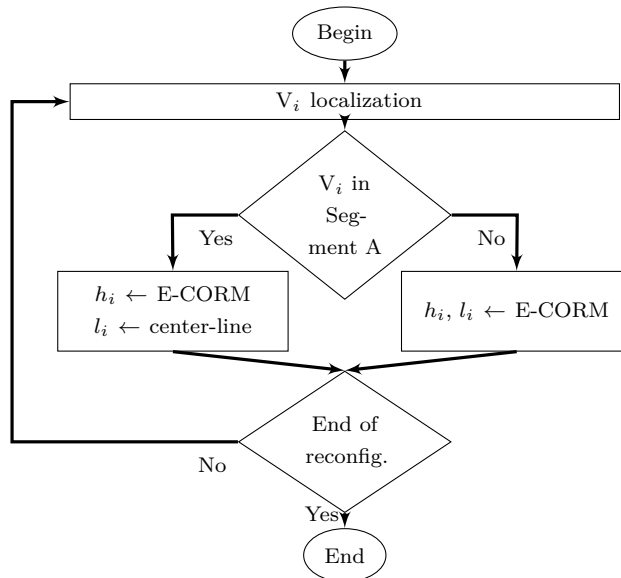 Begin
V_i localization
V_i in
Seg-
ment A
Yes
No
h_i ← E-CORM
l_i ← center-line
h_i, l_i ← E-CORM
End of
reconfig.
No
Yes
End